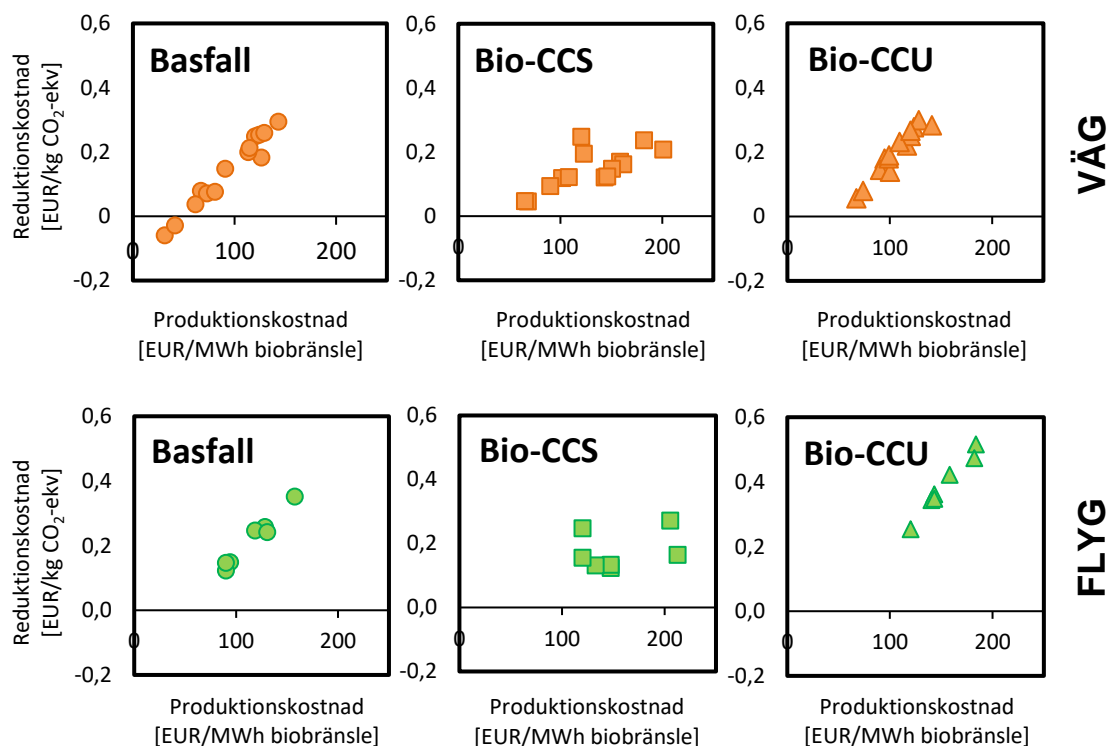 0,6
0,4
0,2
0
-0,2
Reduktionskostnad
[EUR/kg CO₂-ekv]
Basfall
0
100
200
Produktionskostnad
[EUR/MWh biobränsle]
0,6
0,4
0,2
0
-0,2
Bio-CCS
0
100
200
Produktionskostnad
[EUR/MWh biobränsle]
0,6
0,4
0,2
0
-0,2
Bio-CCU
0
100
200
Produktionskostnad
[EUR/MWh biobränsle]
VÄG
0,6
0,4
0,2
0,0
-0,2
Reduktionskostnad
[EUR/kg CO₂-ekv]
Basfall
0
100
200
Produktionskostnad
[EUR/MWh biobränsle]
0,6
0,4
0,2
0,0
-0,2
Bio-CCS
0
100
200
Produktionskostnad
[EUR/MWh biobränsle]
0,6
0,4
0,2
0,0
-0,2
Bio-CCU
0
100
200
Produktionskostnad
[EUR/MWh biobränsle]
FLYG